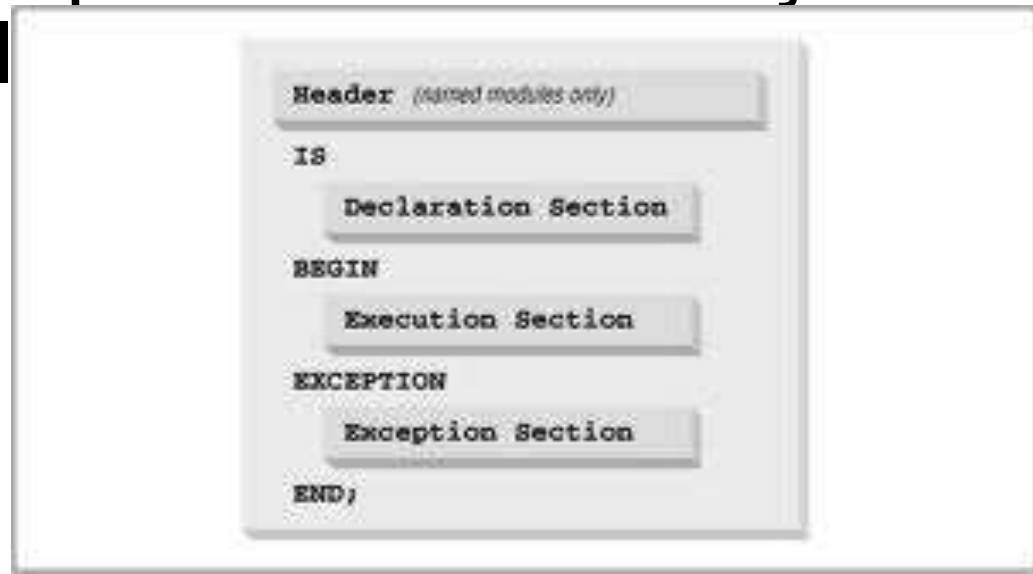 Header (named modules only)
IS
Declaration Section
BEGIN
Execution Section
EXCEPTION
Exception Section
END;